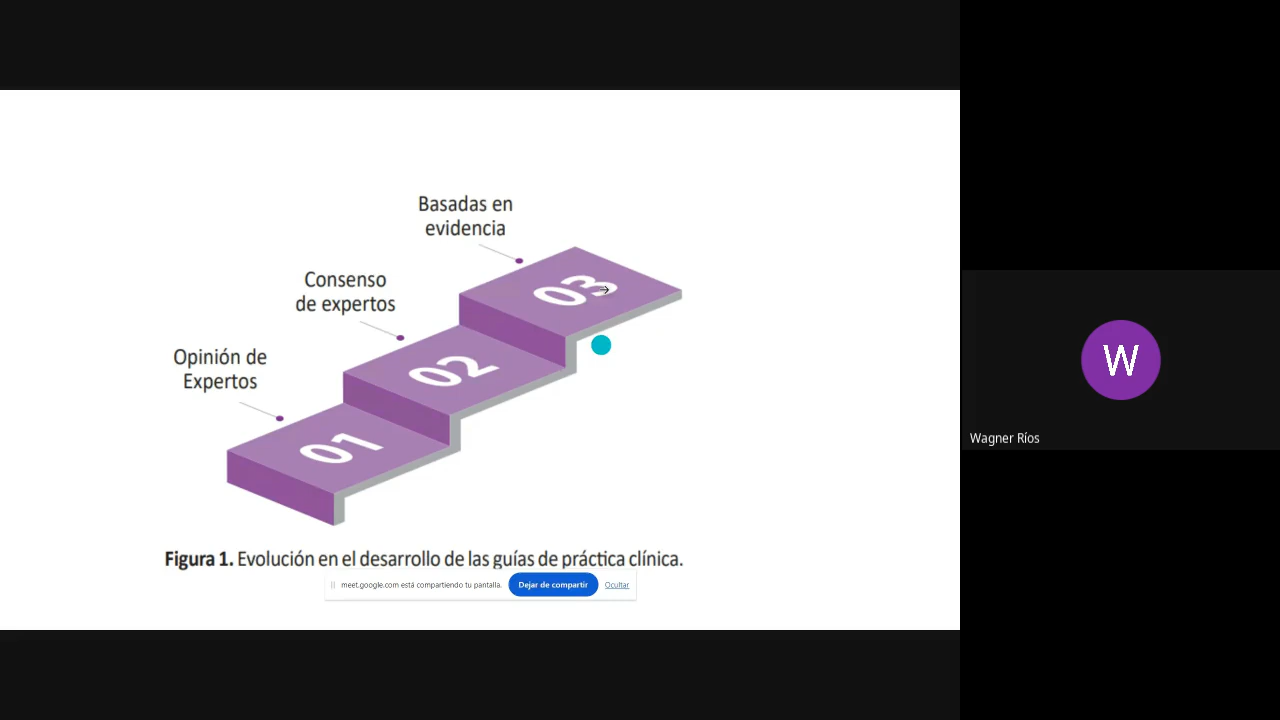 Basadas en
evidencia
Consenso
de expertos
Opinión de
Expertos
03
02
01
Figura 1. Evolución en el desarrollo de las guías de práctica clínica.
meet.google.com está compartiendo tu pantalla. Dejar de compartir Ocultar
W
Wagner Ríos